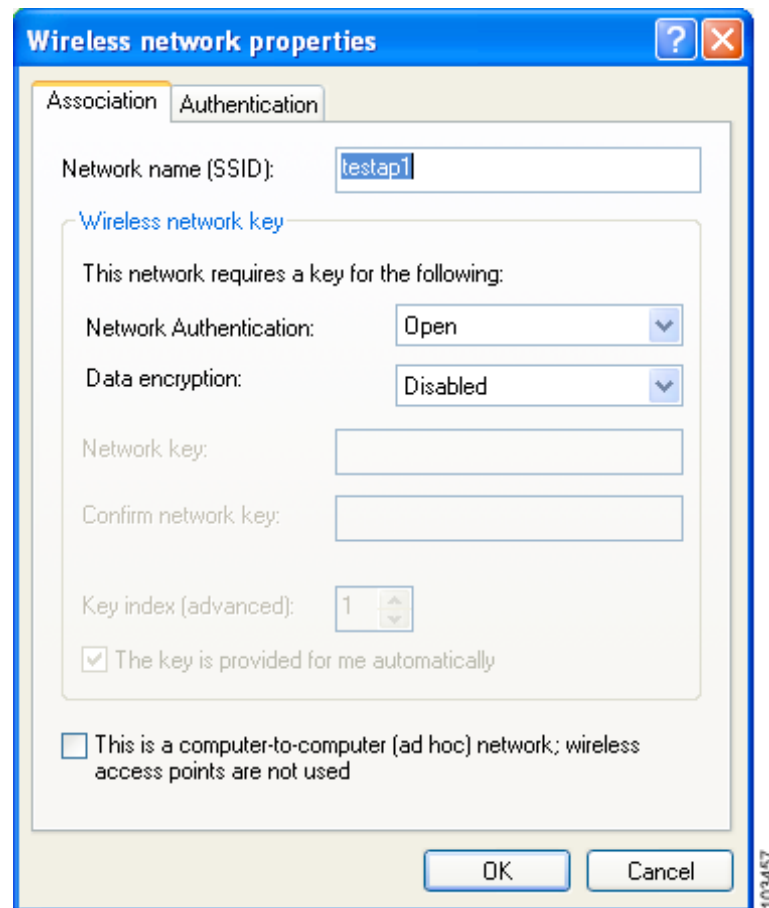 Wireless network properties
Association
Authentication
Network name (SSID):
testap1
Wireless network key
This network requires a key for the following:
Network Authentication:
Open
Data encryption:
Disabled
Network key:
Confirm network key:
Key index (advanced):
1
The key is provided for me automatically
This is a computer-to-computer (ad hoc) network; wireless
access points are not used
OK
Cancel
103457